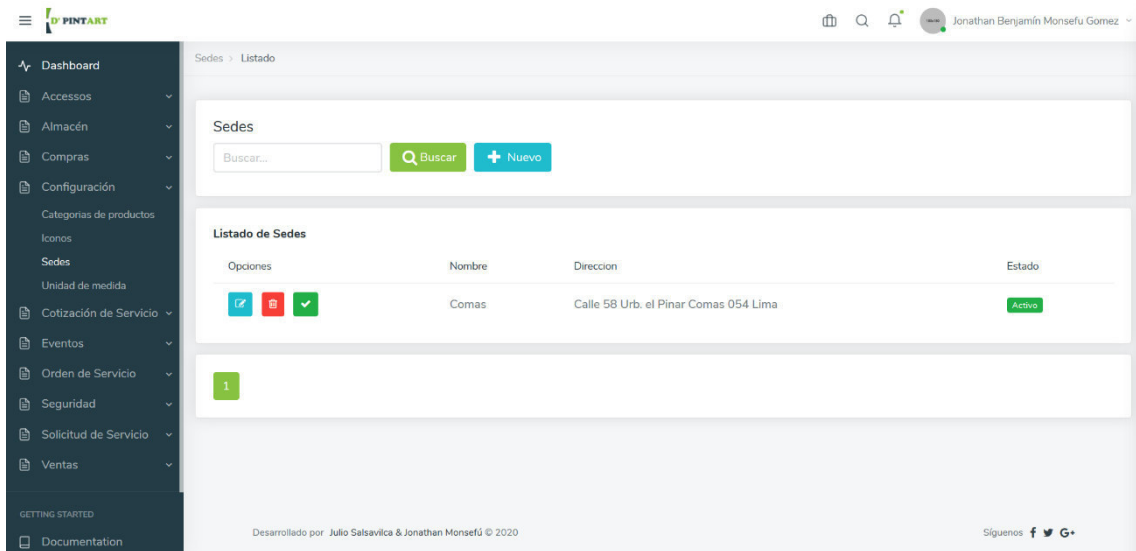 D' PINTART
Jonathan Benjamín Monsefu Gomez
Dashboard
Accessos
Almacén
Compras
Configuración
Categorias de productos
Iconos
Sedes
Unidad de medida
Cotización de Servicio
Eventos
Orden de Servicio
Seguridad
Solicitud de Servicio
Ventas
GETTING STARTED
Documentation
Sedes > Listado
Sedes
Buscar...
Buscar
Nuevo
Listado de Sedes
Opciones Nombre Direccion Estado
Comas Calle 58 Urb. el Pinar Comas 054 Lima Activo
1
Desarrollado por Julio Salsavilca & Jonathan Monsefú © 2020
Síguenos